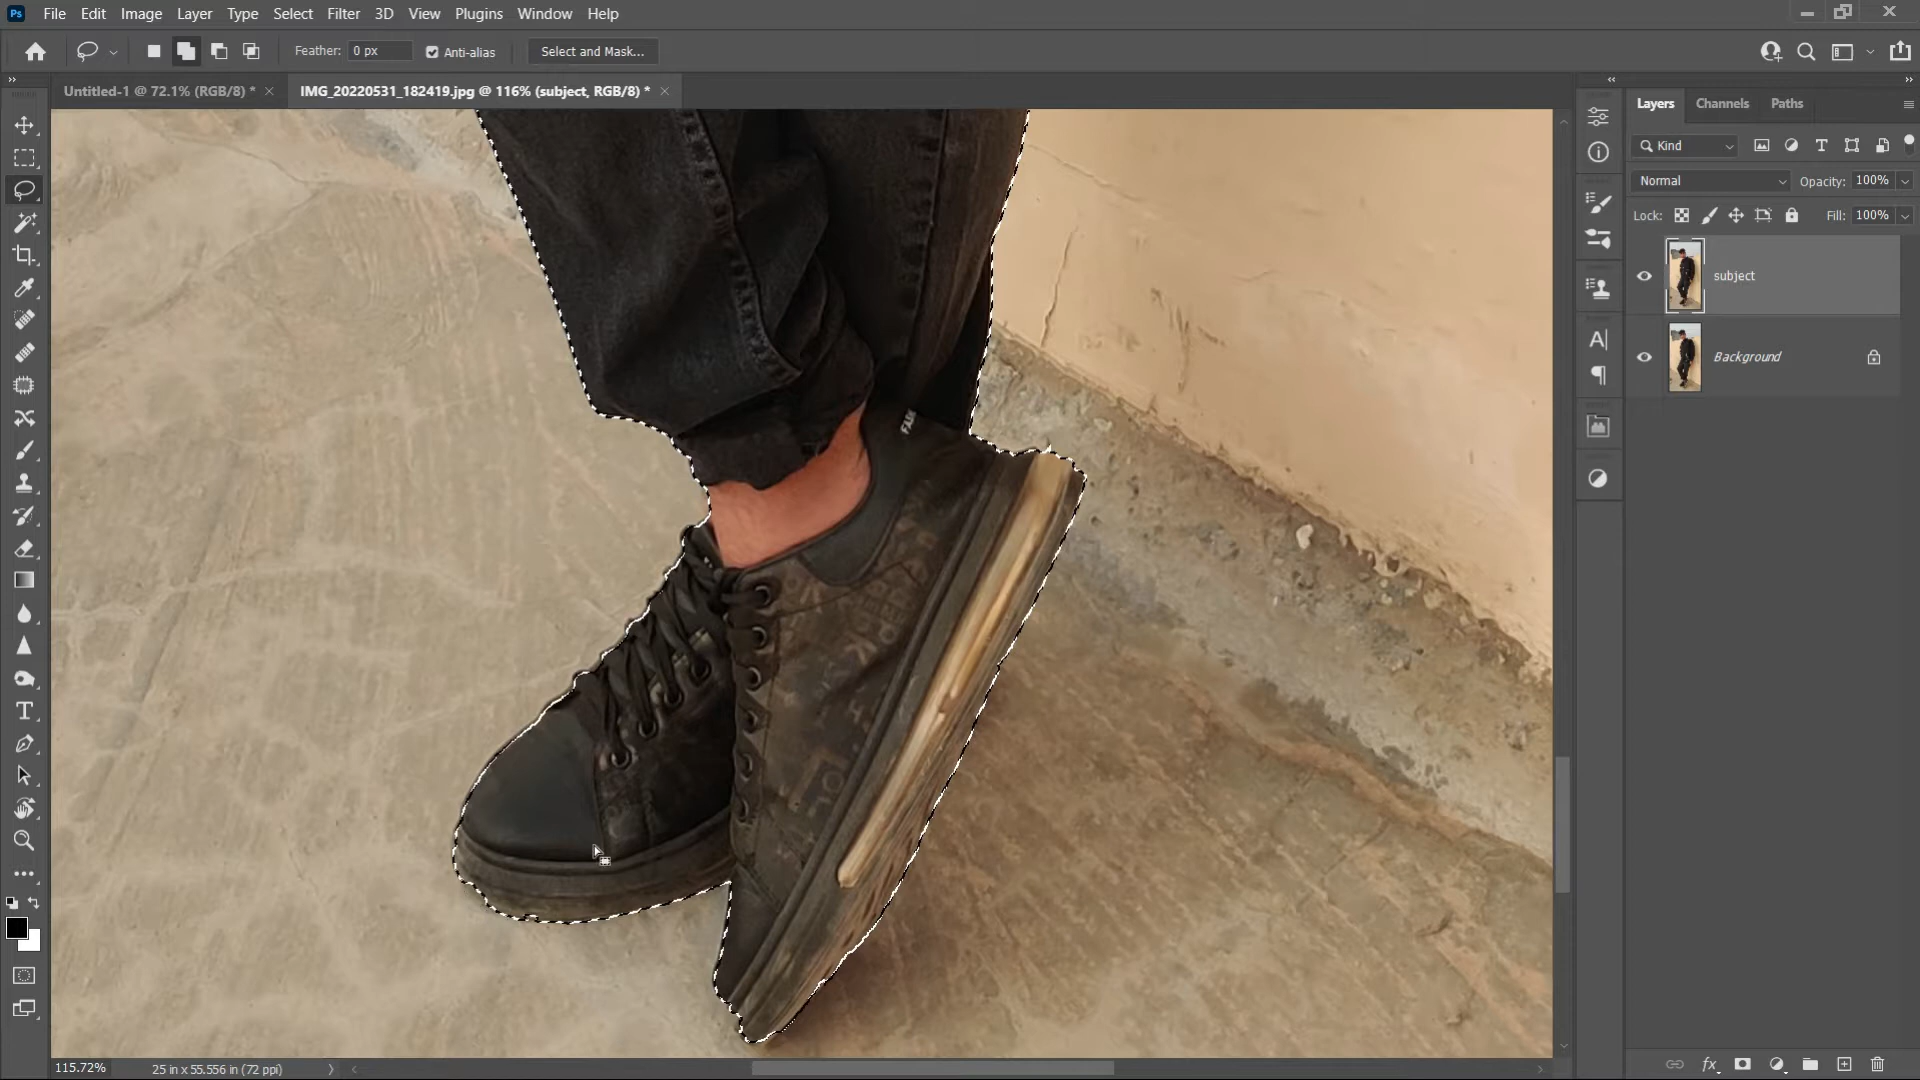 Ps File Edit Image Layer Type Select Filter 3D View Plugins Window Help
Feather: 0 px Anti-alias Select and Mask...
Untitled-1 @ 72.1% (RGB/8) * × IMG_20220531_182419.jpg @ 116% (subject, RGB/8) * ×
Layers Channels Paths
Kind
Normal Opacity: 100%
Lock: Fill: 100%
subject
Background
115.72% 25 in x 55.556 in (72 ppi)